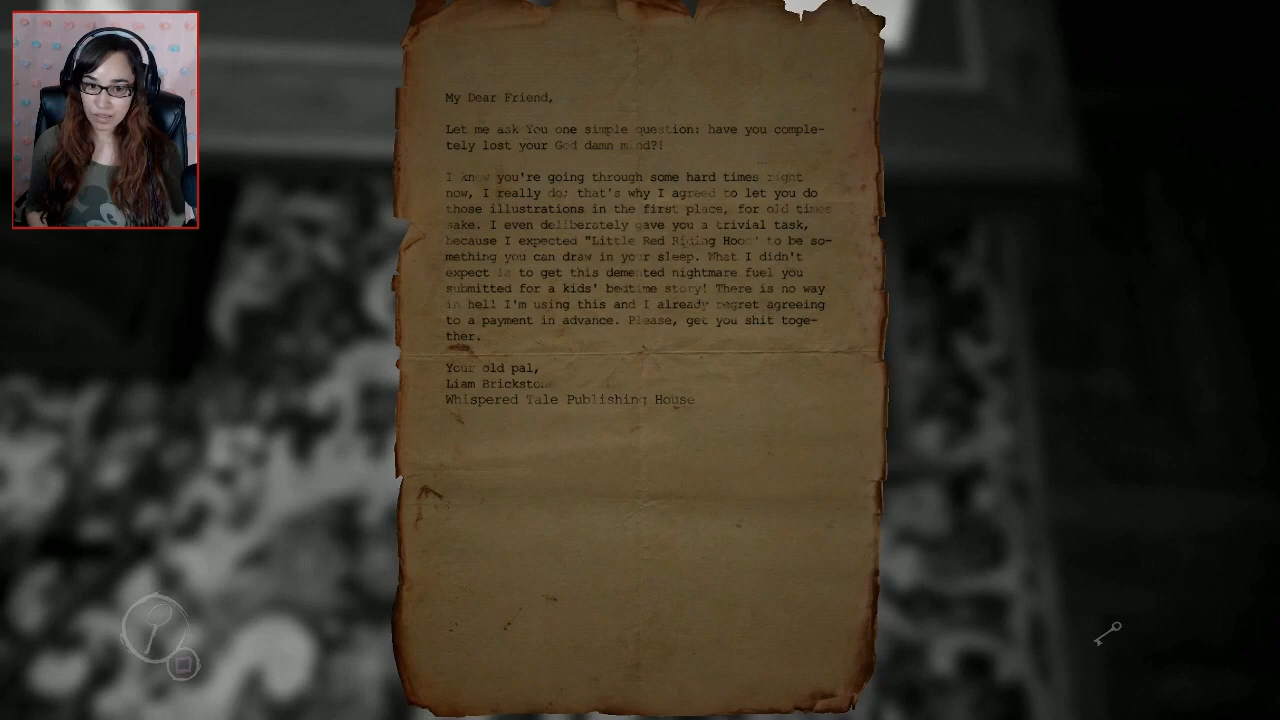 My Dear Friend,
Let me ask You one simple question: have you comple-
tely lost your God damn mind?!
I know you're going through some hard times right
now, I really do; that's why I agreed to let you do
those illustrations in the first place, for old times
sake. I even deliberately gave you a trivial task,
because I expected "Little Red Riding Hood" to be so-
mething you can draw in your sleep. What I didn't
expect is to get this demented nightmare fuel you
submitted for a kids' bedtime story! There is no way
in hell I'm using this and I already regret agreeing
to a payment in advance. Please, get you shit toge-
ther.
Your old pal,
Liam Brickstone
Whispered Tale Publishing House